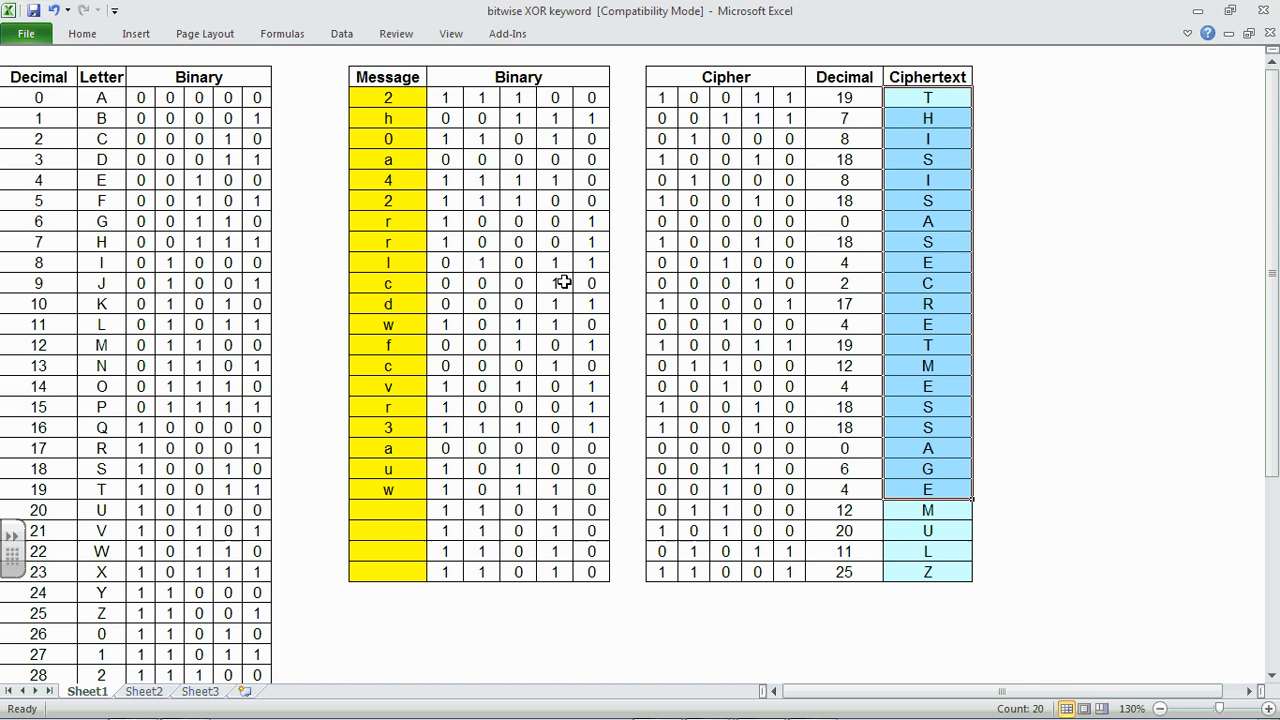 bitwise XOR keyword [Compatibility Mode] - Microsoft Excel
File Home Insert Page Layout Formulas Data Review View Add-Ins
Decimal Letter Binary Message Binary Cipher Decimal Ciphertext
0 A 0 0 0 0 0 2 1 1 1 0 0 1 0 0 1 1 19 T
1 B 0 0 0 0 1 h 0 0 1 1 1 0 0 1 1 1 7 H
2 C 0 0 0 1 0 0 1 1 0 1 0 0 1 0 0 0 8 I
3 D 0 0 0 1 1 a 0 0 0 0 0 1 0 0 1 0 18 S
4 E 0 0 1 0 0 4 1 1 1 1 0 0 1 0 0 0 8 I
5 F 0 0 1 0 1 2 1 1 1 0 0 1 0 0 1 0 18 S
6 G 0 0 1 1 0 r 1 0 0 0 1 0 0 0 0 0 0 A
7 H 0 0 1 1 1 r 1 0 0 0 1 1 0 0 1 0 18 S
8 I 0 1 0 0 0 l 0 1 0 1 1 0 0 1 0 0 4 E
9 J 0 1 0 0 1 c 0 0 0 1 0 0 0 0 1 0 2 C
10 K 0 1 0 1 0 d 0 0 0 1 1 1 0 0 0 1 17 R
11 L 0 1 0 1 1 w 1 0 1 1 0 0 0 1 0 0 4 E
12 M 0 1 1 0 0 f 0 0 1 0 1 1 0 0 1 1 19 T
13 N 0 1 1 0 1 c 0 0 0 1 0 0 1 1 0 0 12 M
14 O 0 1 1 1 0 v 1 0 1 0 1 0 0 1 0 0 4 E
15 P 0 1 1 1 1 r 1 0 0 0 1 1 0 0 1 0 18 S
16 Q 1 0 0 0 0 3 1 1 1 0 1 1 0 0 1 0 18 S
17 R 1 0 0 0 1 a 0 0 0 0 0 0 0 0 0 0 0 A
18 S 1 0 0 1 0 u 1 0 1 0 0 0 0 1 1 0 6 G
19 T 1 0 0 1 1 w 1 0 1 1 0 0 0 1 0 0 4 E
20 U 1 0 1 0 0 1 1 0 1 0 0 1 1 0 0 12 M
21 V 1 0 1 0 1 1 1 0 1 0 1 0 1 0 0 20 U
22 W 1 0 1 1 0 1 1 0 1 0 0 1 0 1 1 11 L
23 X 1 0 1 1 1 1 1 0 1 0 1 1 0 0 1 25 Z
24 Y 1 1 0 0 0
25 Z 1 1 0 0 1
26 0 1 1 0 1 0
27 1 1 1 0 1 1
28 2 1 1 1 0 0
Sheet1 Sheet2 Sheet3
Ready Count: 20 130%